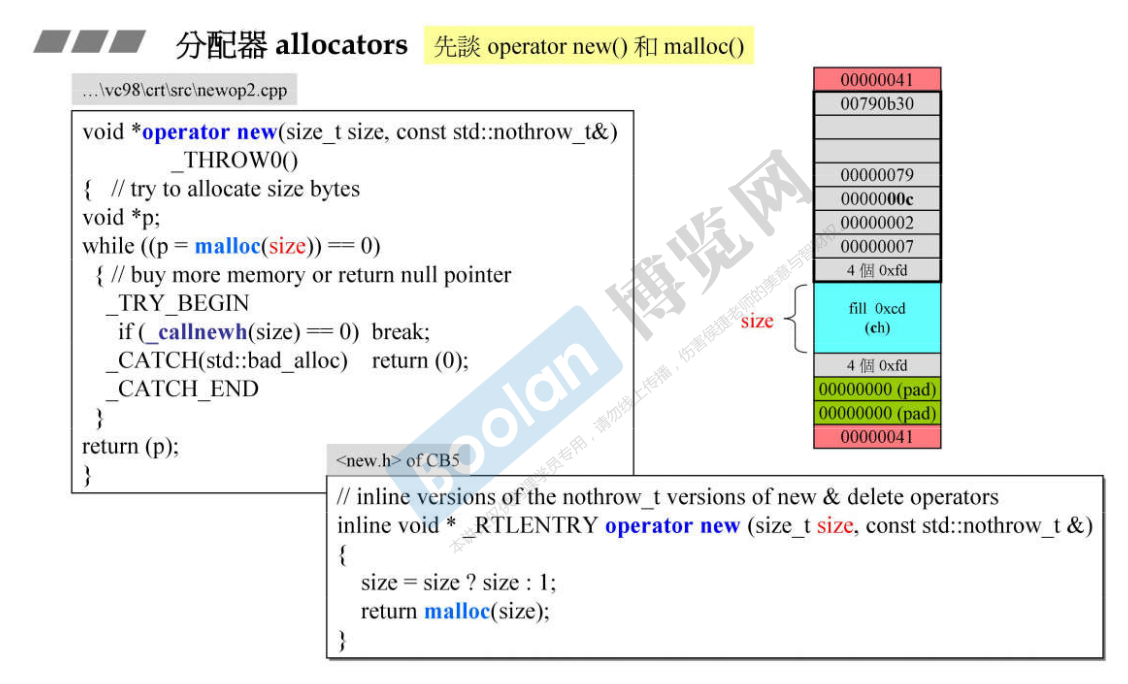 分配器 allocators
先談 operator new() 和 malloc()
…\vc98\crt\src\newop2.cpp
void *operator new(size_t size, const std::nothrow_t&)
_THROW0()
{ // try to allocate size bytes
void *p;
while ((p = malloc(size)) == 0)
{ // buy more memory or return null pointer
_TRY_BEGIN
if (_callnewh(size) == 0) break;
_CATCH(std::bad_alloc) return (0);
_CATCH_END
}
return (p);
}
<new.h> of CB5
// inline versions of the nothrow_t versions of new & delete operators
inline void * _RTLENTRY operator new (size_t size, const std::nothrow_t &)
{
size = size ? size : 1;
return malloc(size);
}
00000041
00790b30
00000079
0000000c
00000002
00000007
4 個 0xfd
size
fill 0xcd
(ch)
4 個 0xfd
00000000 (pad)
00000000 (pad)
00000041
boolan
博览网